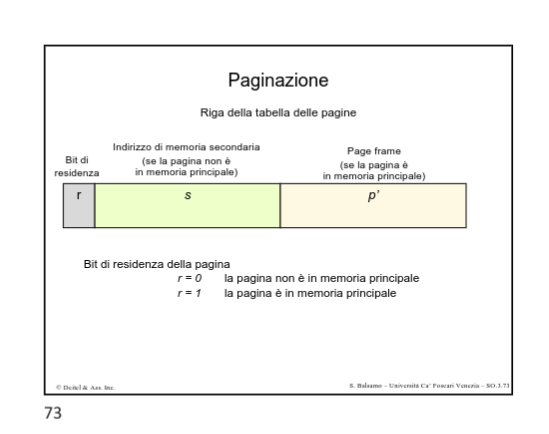 Paginazione
Riga della tabella delle pagine
Bit di
residenza
Indirizzo di memoria secondaria
(se la pagina non è
in memoria principale)
Page frame
(se la pagina è
in memoria principale)
r
s
p'
Bit di residenza della pagina
r = 0 la pagina non è in memoria principale
r = 1 la pagina è in memoria principale
© Deitel & Ass. Inc.
S. Balsamo – Università Ca' Foscari Venezia – SO.3.73
73